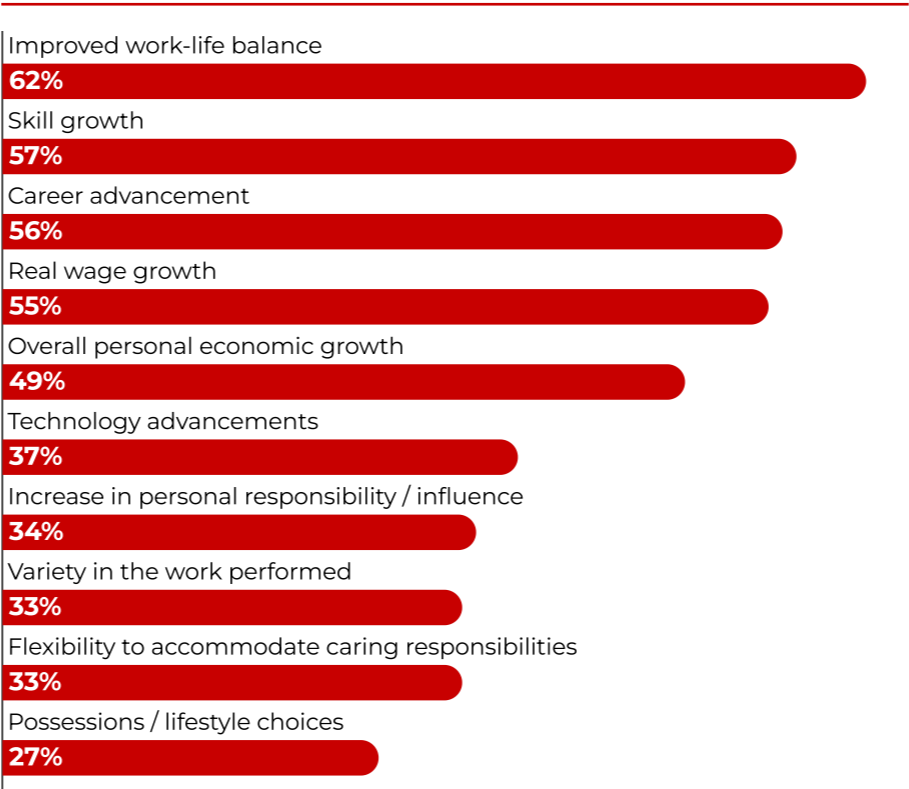 Improved work-life balance
62%
Skill growth
57%
Career advancement
56%
Real wage growth
55%
Overall personal economic growth
49%
Technology advancements
37%
Increase in personal responsibility / influence
34%
Variety in the work performed
33%
Flexibility to accommodate caring responsibilities
33%
Possessions / lifestyle choices
27%